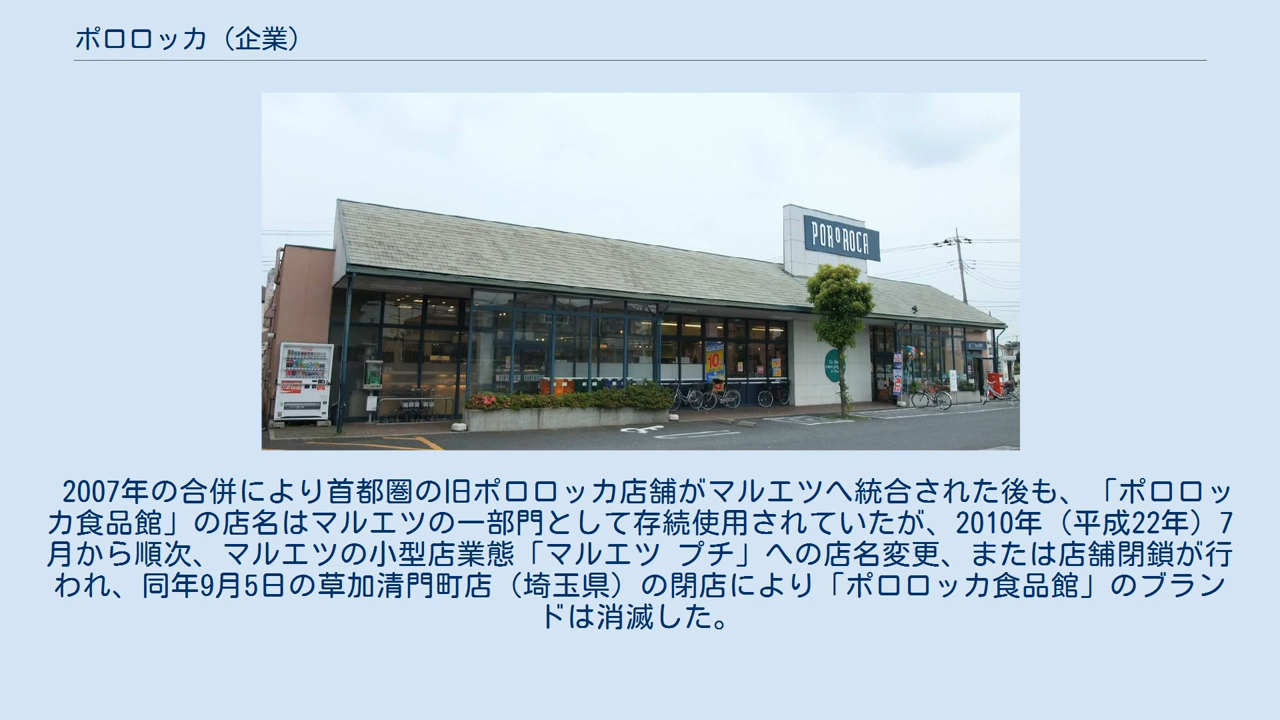 ポロロッカ（企業）
POROROCA
10
2007年の合併により首都圏の旧ポロロッカ店舗がマルエツへ統合された後も、「ポロロッ
カ食品館」の店名はマルエツの一部門として存続使用されていたが、2010年（平成22年）7
月から順次、マルエツの小型店業態「マルエツ プチ」への店名変更、または店舗閉鎖が行
われ、同年9月5日の草加清門町店（埼玉県）の閉店により「ポロロッカ食品館」のブラン
ドは消滅した。